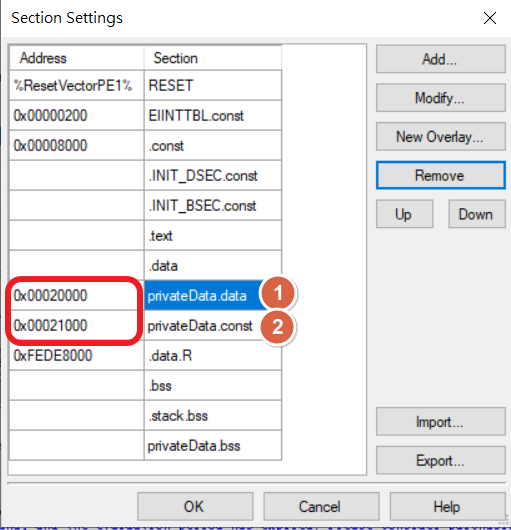 Section Settings
Address Section
%ResetVectorPE1% RESET
0x00000200 EIINTTBL.const
0x00008000 .const
.INIT_DSEC.const
.INIT_BSEC.const
.text
.data
0x00020000 privateData.data 1
0x00021000 privateData.const 2
0xFEDE8000 .data.R
.bss
.stack.bss
privateData.bss
Add...
Modify...
New Overlay...
Remove
Up Down
Import...
Export...
OK Cancel Help